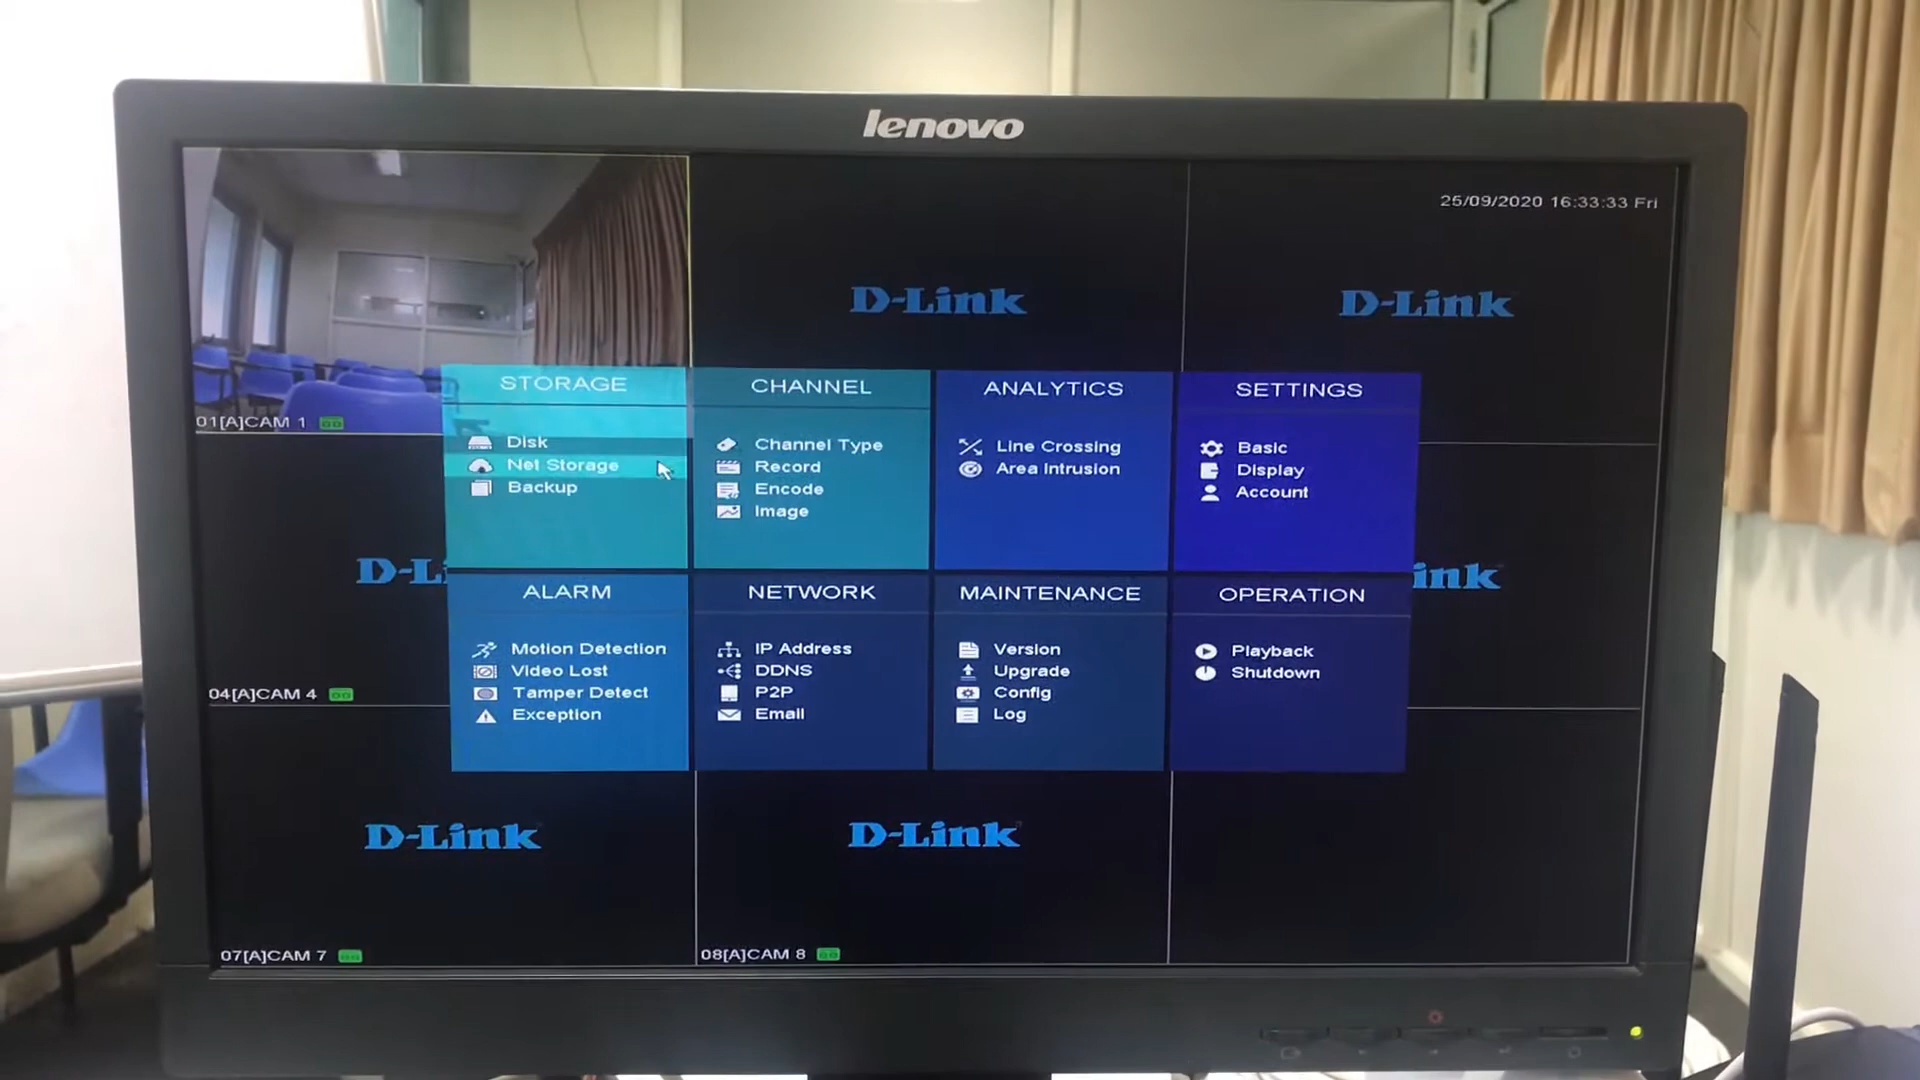 lenovo
25/09/2020 16:33:33 Fri
D-Link
D-Link
01[A]CAM 1
STORAGE
Disk
Net Storage
Backup
CHANNEL
Channel Type
Record
Encode
Image
ANALYTICS
Line Crossing
Area Intrusion
SETTINGS
Basic
Display
Account
D-Li
ink
04[A]CAM 4
ALARM
Motion Detection
Video Lost
Tamper Detect
Exception
NETWORK
IP Address
DDNS
P2P
Email
MAINTENANCE
Version
Upgrade
Config
Log
OPERATION
Playback
Shutdown
D-Link
D-Link
07[A]CAM 7
08[A]CAM 8